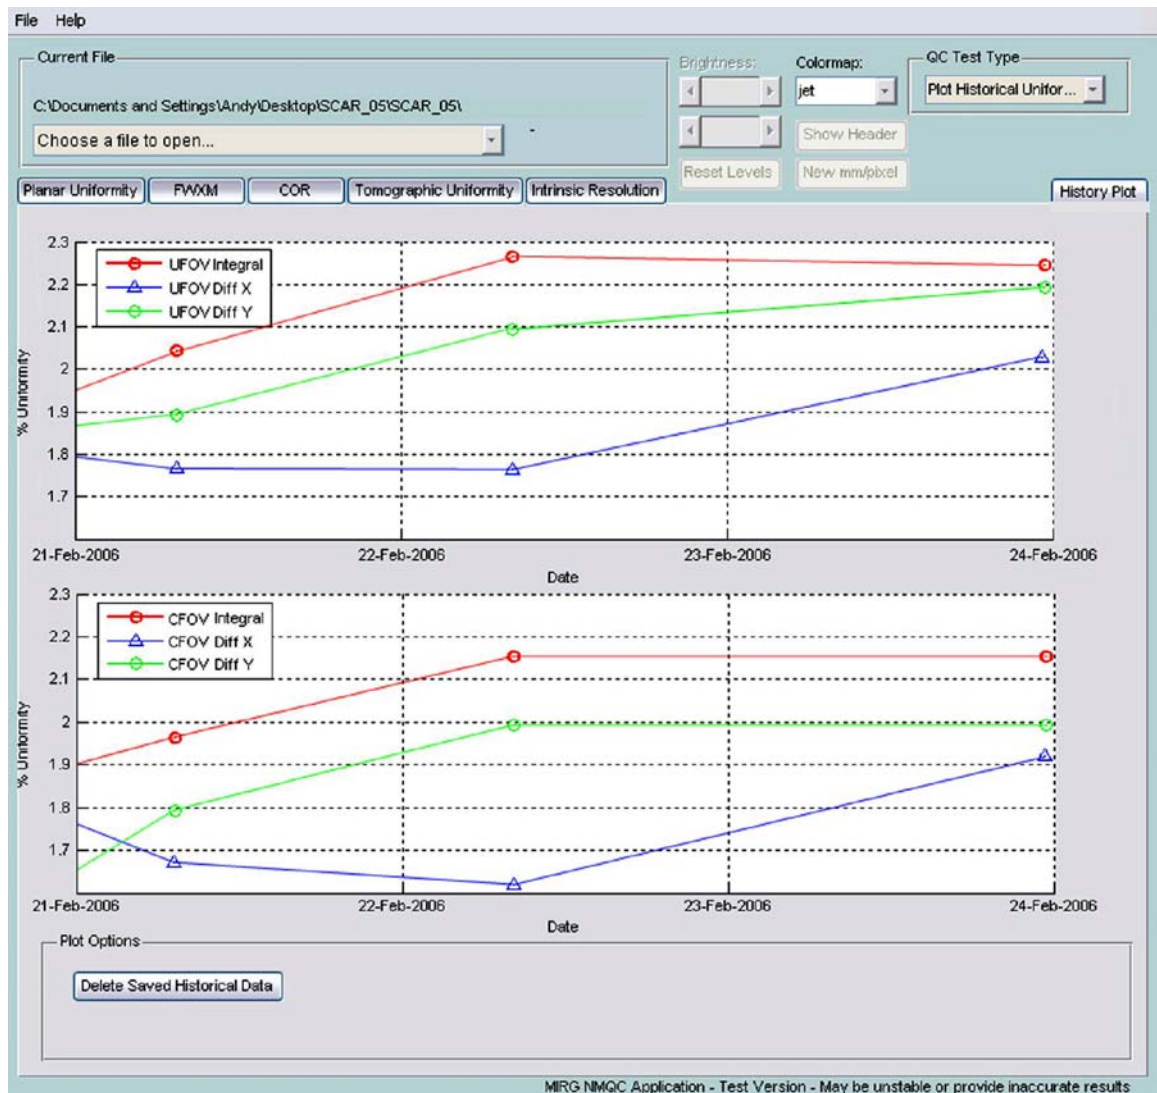 File Help
Current File
C:\Documents and Settings\Andy\Desktop\SCAR_05\SCAR_05\
Choose a file to open...
-
Brightness:
Reset Levels
Colormap:
jet
Show Header
New mm/pixel
QC Test Type
Plot Historical Unifor...
Planar Uniformity FWXM COR Tomographic Uniformity Intrinsic Resolution History Plot
% Uniformity
2.3
2.2
2.1
2
1.9
1.8
1.7
UFOV Integral
UFOV Diff X
UFOV Diff Y
21-Feb-2006 22-Feb-2006 23-Feb-2006 24-Feb-2006
Date
% Uniformity
2.3
2.2
2.1
2
1.9
1.8
1.7
CFOV Integral
CFOV Diff X
CFOV Diff Y
21-Feb-2006 22-Feb-2006 23-Feb-2006 24-Feb-2006
Date
Plot Options
Delete Saved Historical Data
MIRG NMQC Application - Test Version - May be unstable or provide inaccurate results